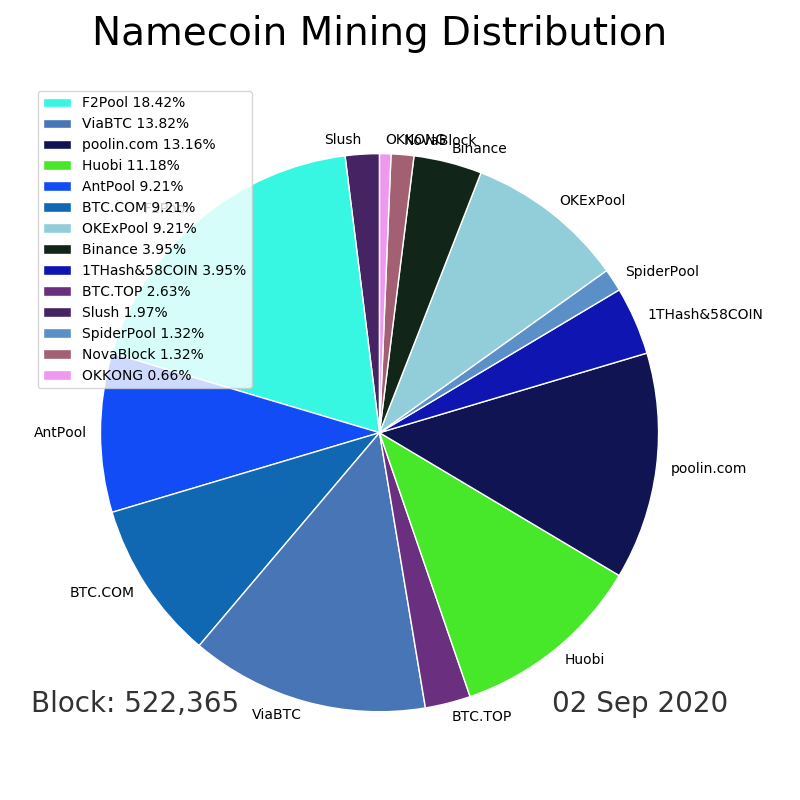 Namecoin Mining Distribution
F2Pool 18.42%
ViaBTC 13.82%
poolin.com 13.16%
Huobi 11.18%
AntPool 9.21%
BTC.COM 9.21%
OKExPool 9.21%
Binance 3.95%
1THash&58COIN 3.95%
BTC.TOP 2.63%
Slush 1.97%
SpiderPool 1.32%
NovaBlock 1.32%
OKKONG 0.66%
Slush
OKKONG
NovaBlock
Binance
OKExPool
SpiderPool
1THash&58COIN
poolin.com
Huobi
BTC.TOP
ViaBTC
BTC.COM
AntPool
Block: 522,365
02 Sep 2020